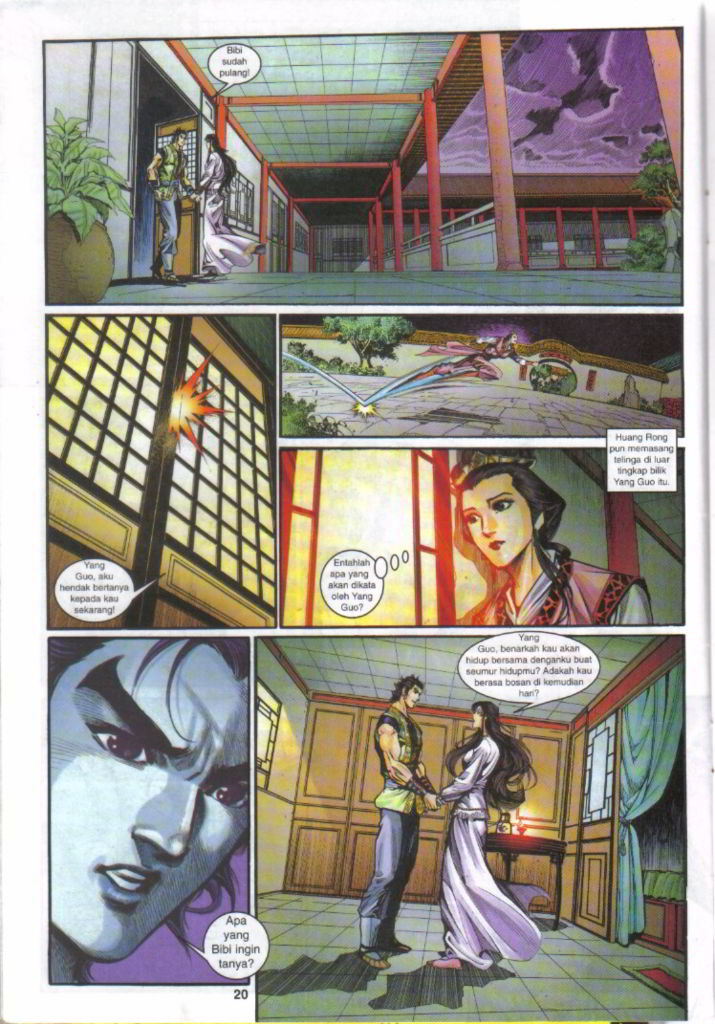 Bibi
sudah
pulang!
Huang Rong
pun memasang
telinga di luar
tingkap bilik
Yang Guo itu.
Yang
Guo, aku
hendak bertanya
kepada kau
sekarang!
Entahlah
apa yang
akan dikata
oleh Yang
Guo?
Apa
yang
Bibi ingin
tanya?
Yang
Guo, benarkah kau akan
hidup bersama denganku buat
seumur hidupmu? Adakah kau
berasa bosan di kemudian
hari?
20